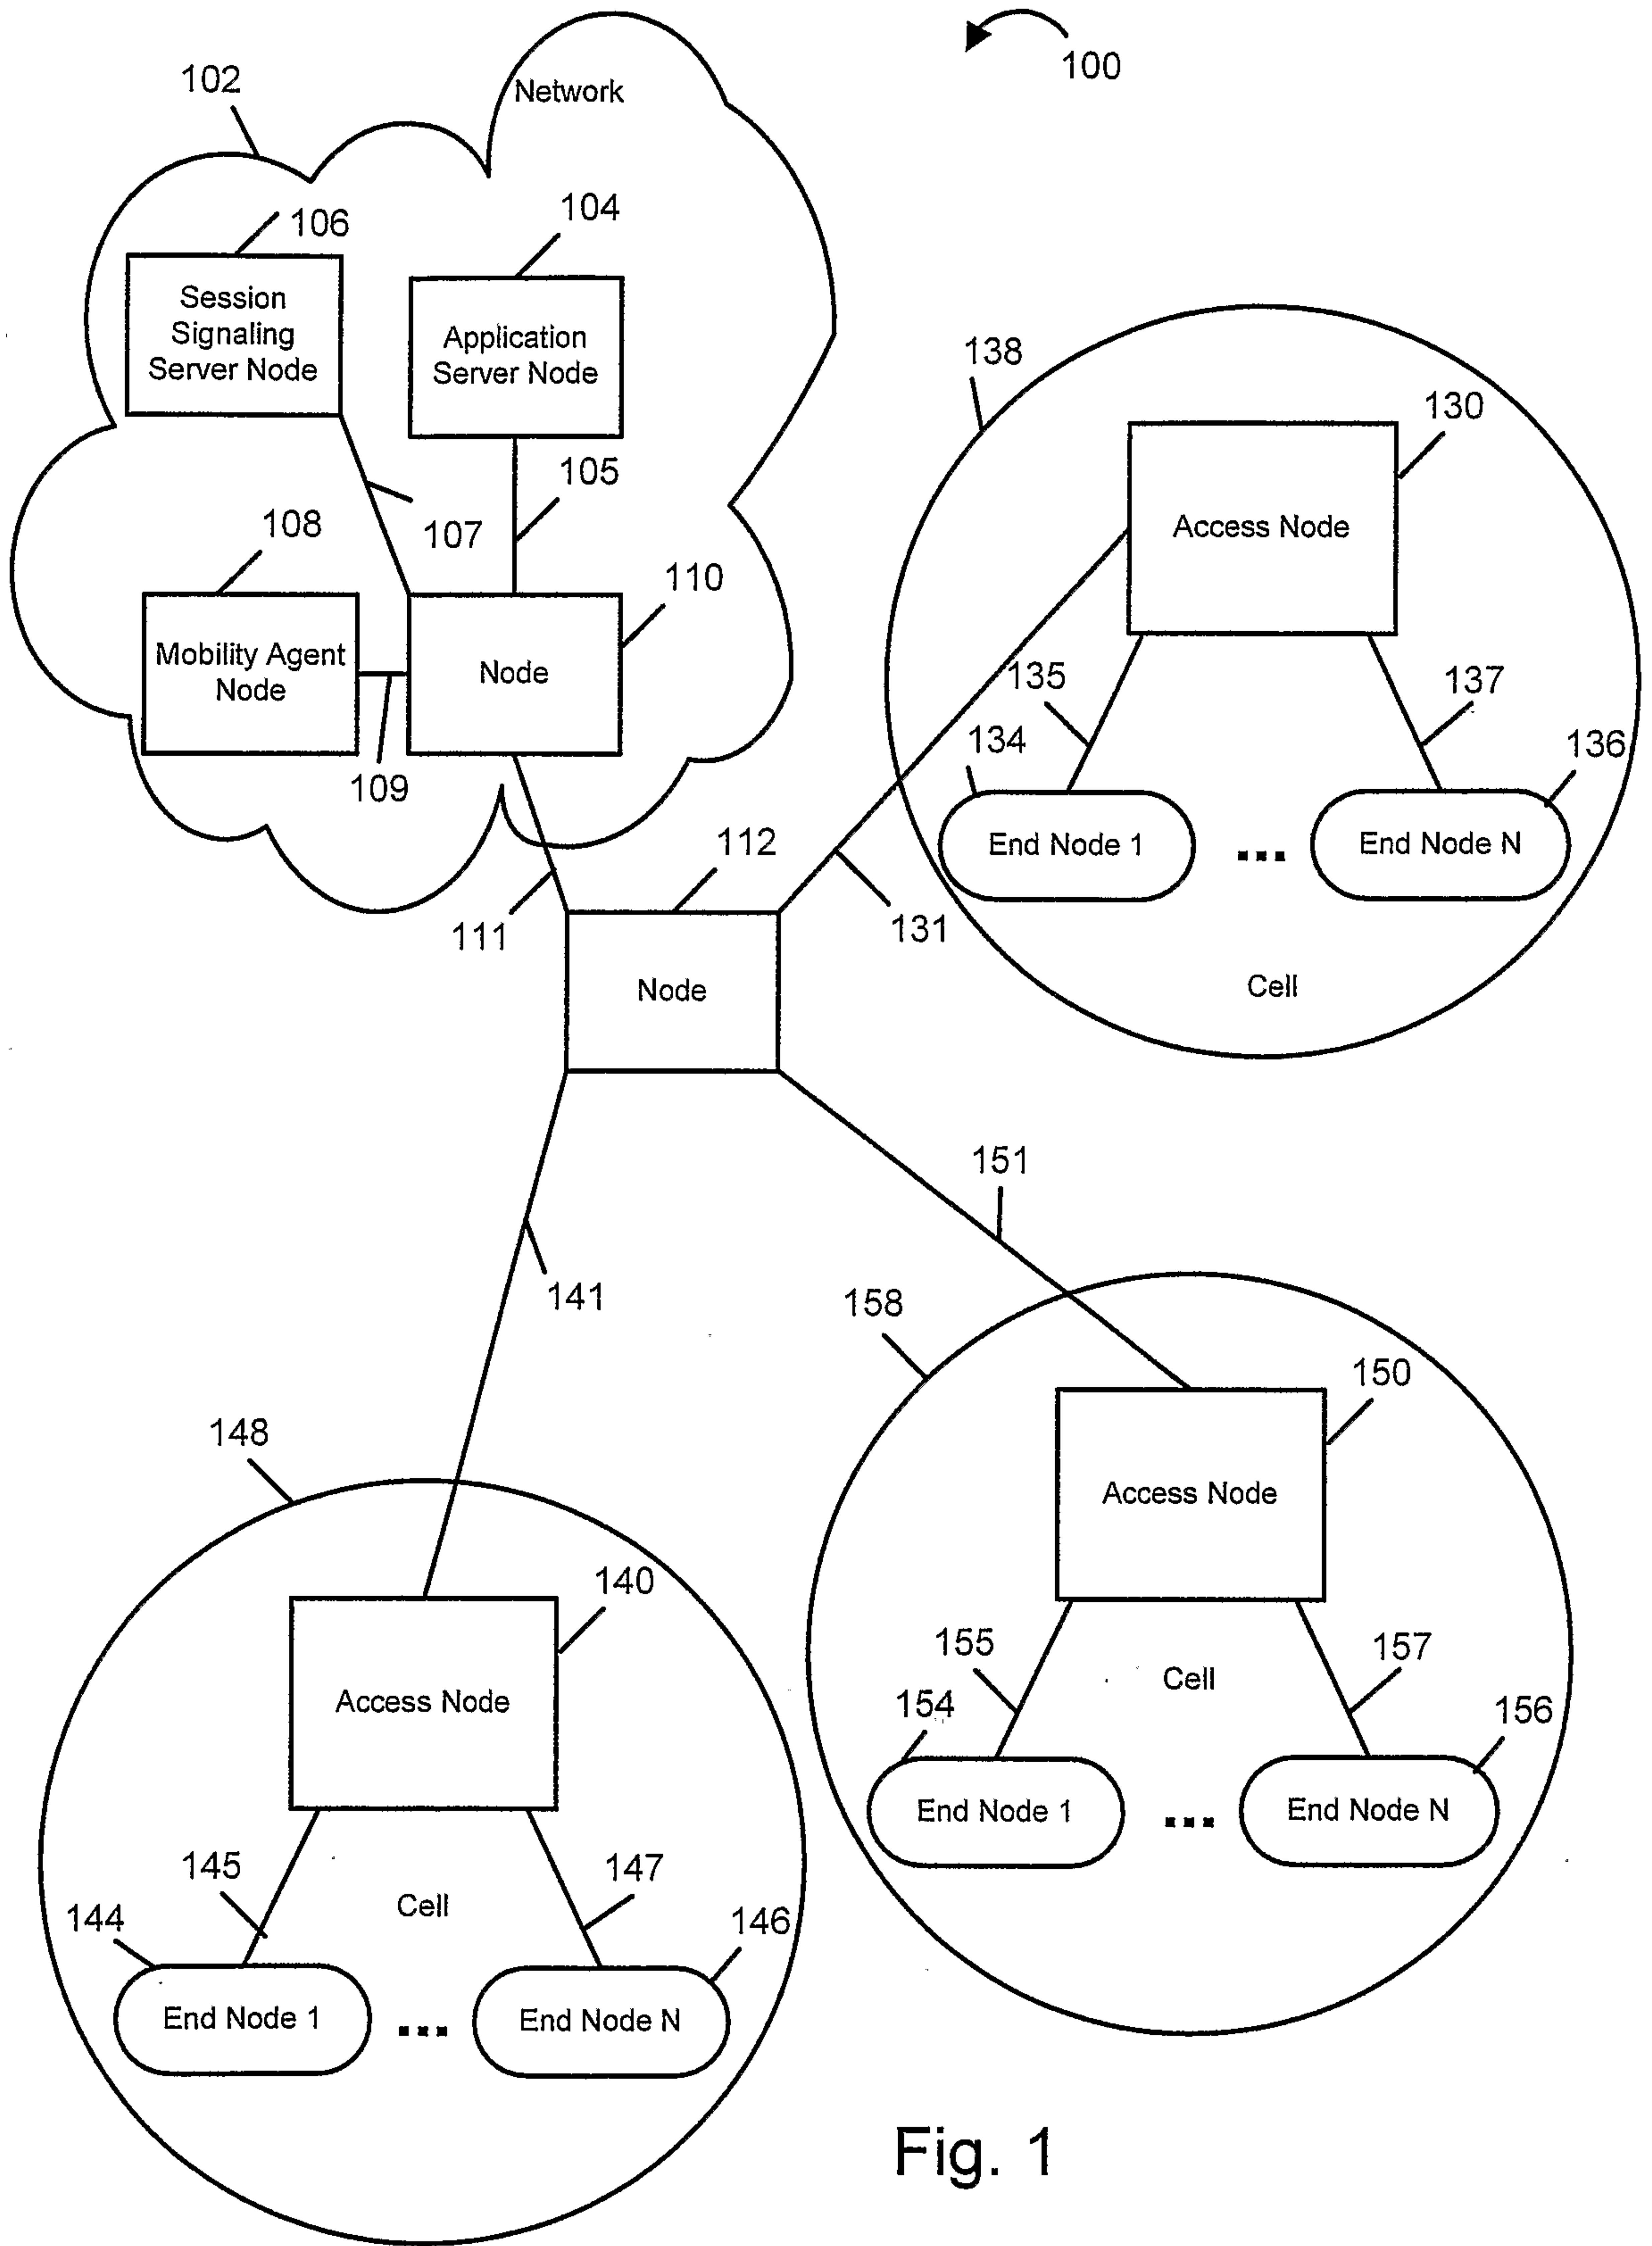 100
102
Network
106
104
Session
Signaling
Server Node
Application
Server Node
138
130
105
107
108
Access Node
110
Mobility Agent
Node
Node
135
137
134
136
109
112
End Node 1
...
End Node N
111
131
Node
Cell
151
141
158
150
148
Access Node
140
155
157
Cell
Access Node
154
156
End Node 1
...
End Node N
145
147
Cell
144
146
End Node 1
...
End Node N
Fig. 1